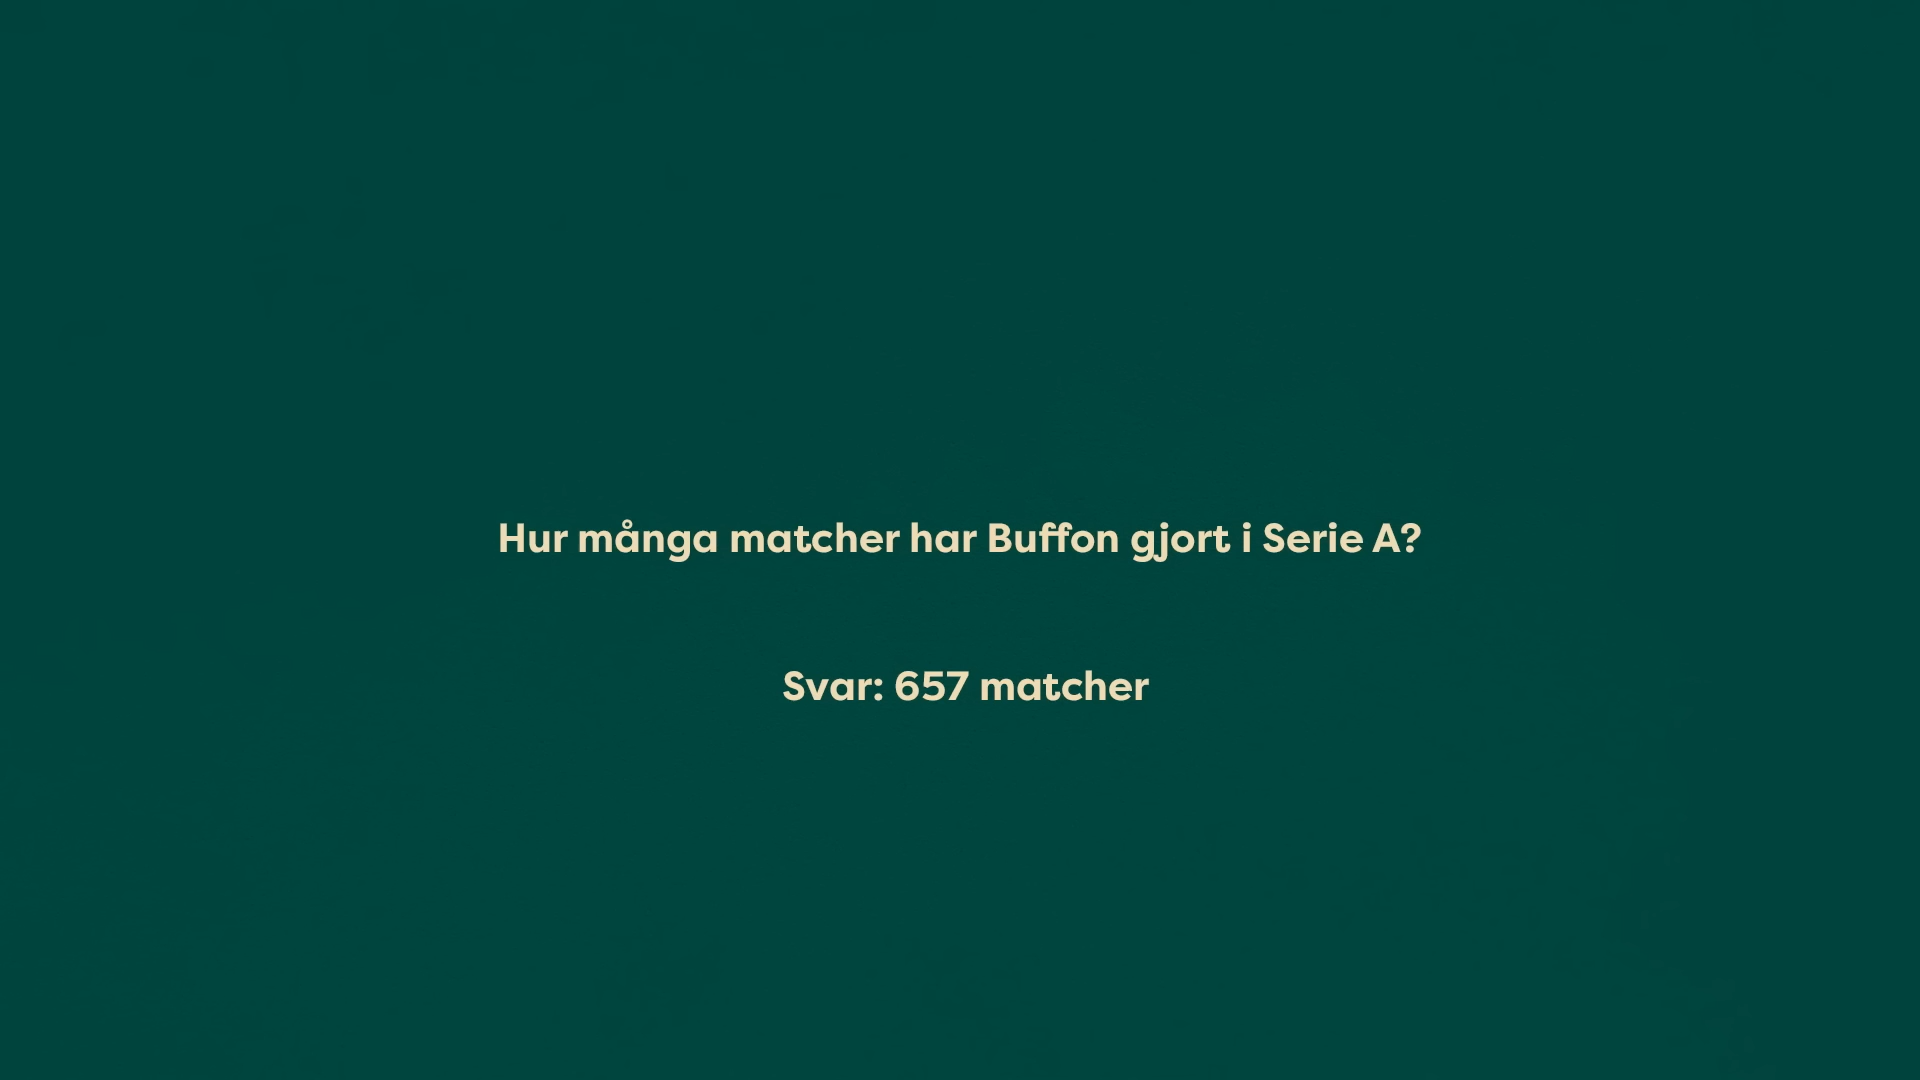 Hur många matcher har Buffon gjort i Serie A?
Svar: 657 matcher